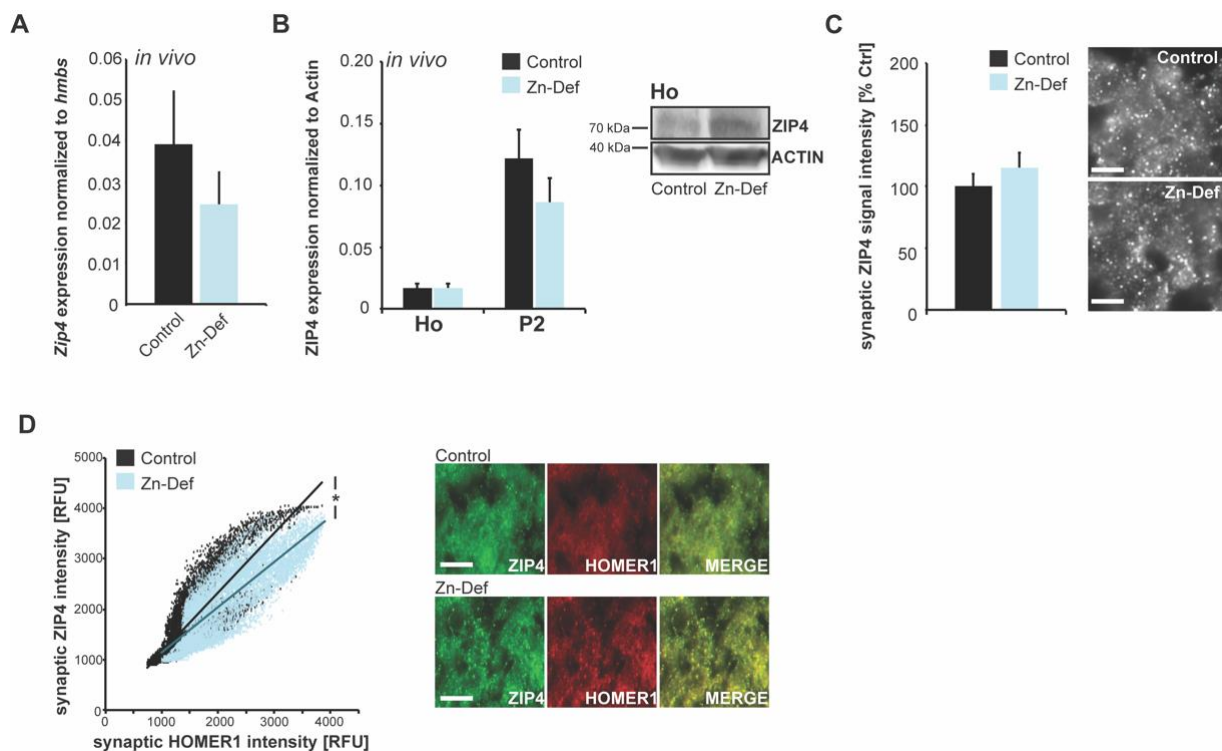 A
in vivo
Zip4 expression normalized to hmbs
0.06
0.05
0.04
0.03
0.02
0.01
0
Control
Zn-Def
B
in vivo
Control
Zn-Def
ZIP4 expression normalized to Actin
0.20
0.15
0.10
0.05
0
Ho
P2
Ho
70 kDa
ZIP4
40 kDa
ACTIN
Control Zn-Def
C
Control
Zn-Def
synaptic ZIP4 signal intensity [% Ctrl]
200
150
100
50
0
Control
Zn-Def
D
Control
Zn-Def
synaptic ZIP4 intensity [RFU]
5000
4000
3000
2000
1000
0
*
0 1000 1500 2000 2500 3000 3500 4000
synaptic HOMER1 intensity [RFU]
Control
ZIP4 HOMER1 MERGE
Zn-Def
ZIP4 HOMER1 MERGE